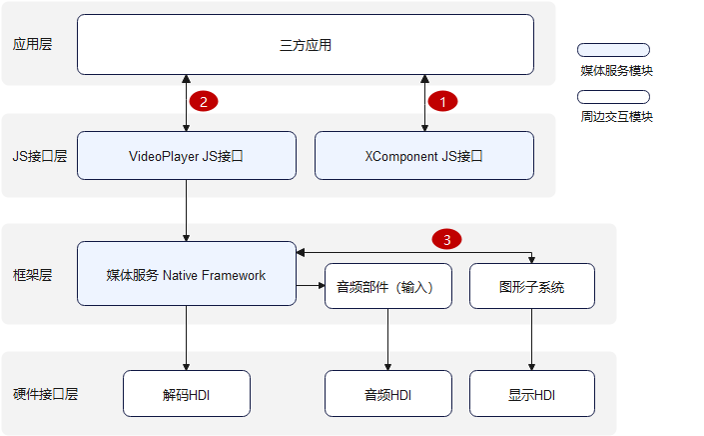 应用层
三方应用
媒体服务模块
周边交互模块
2
1
JS接口层
VideoPlayer JS接口
XComponent JS接口
3
框架层
媒体服务 Native Framework
音频部件（输入）
图形子系统
硬件接口层
解码HDI
音频HDI
显示HDI